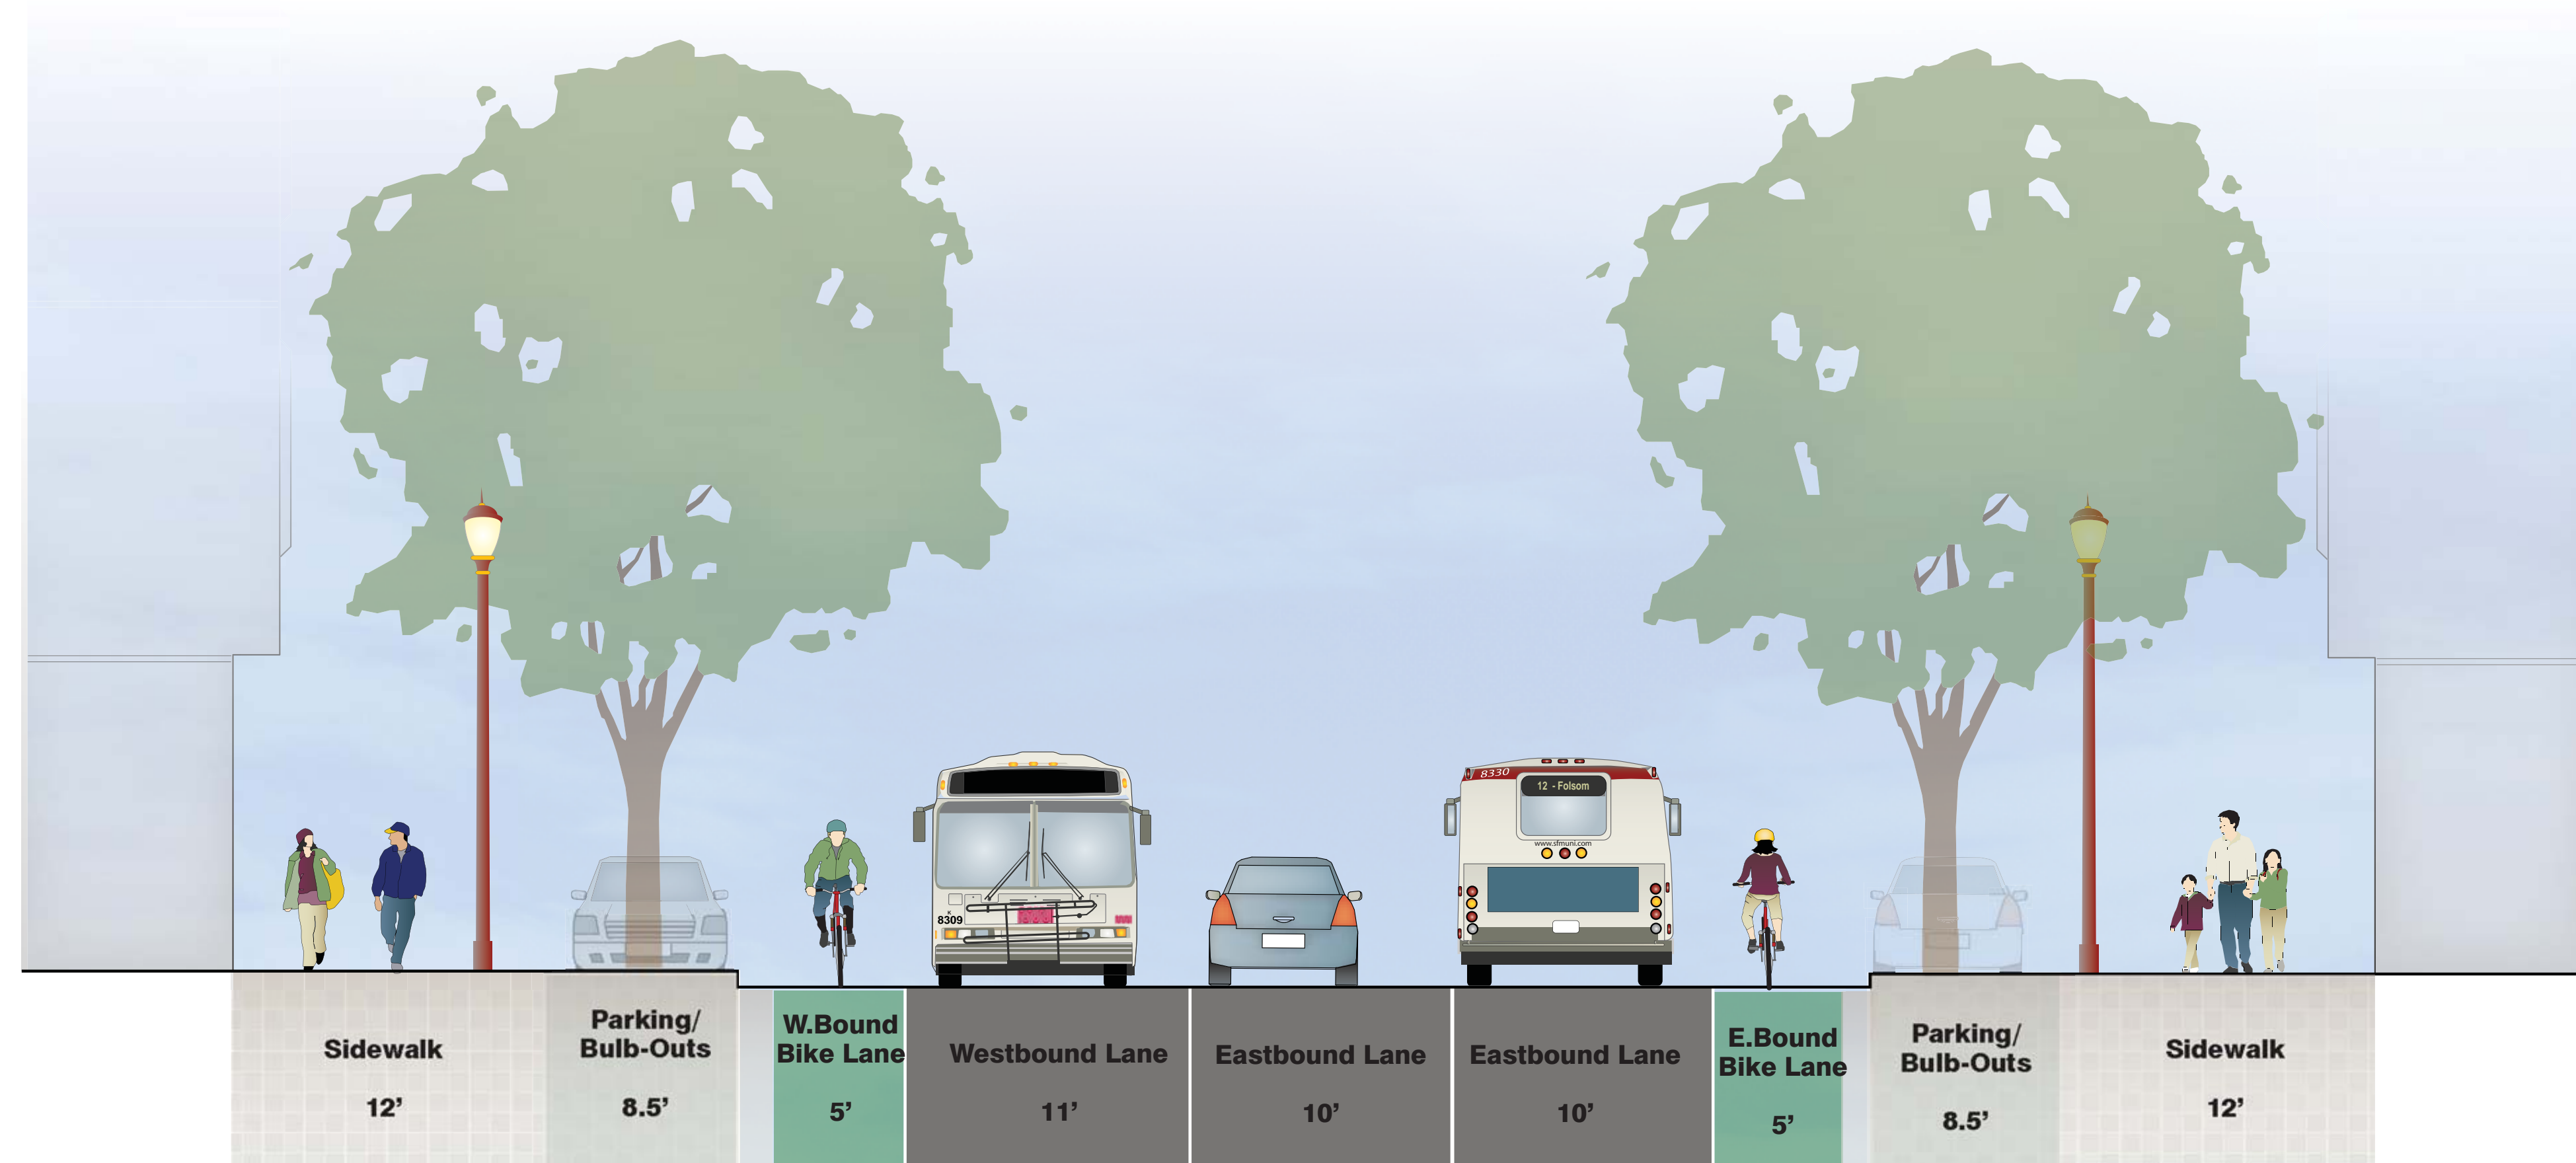 8330
12 - Folsom
www.sfmuni.com
K
8309
Sidewalk
12’
Parking/
Bulb-Outs
8.5’
W.Bound
Bike Lane
5’
Westbound Lane
11’
Eastbound Lane
10’
Eastbound Lane
10’
E.Bound
Bike Lane
5’
Parking/
Bulb-Outs
8.5’
Sidewalk
12’